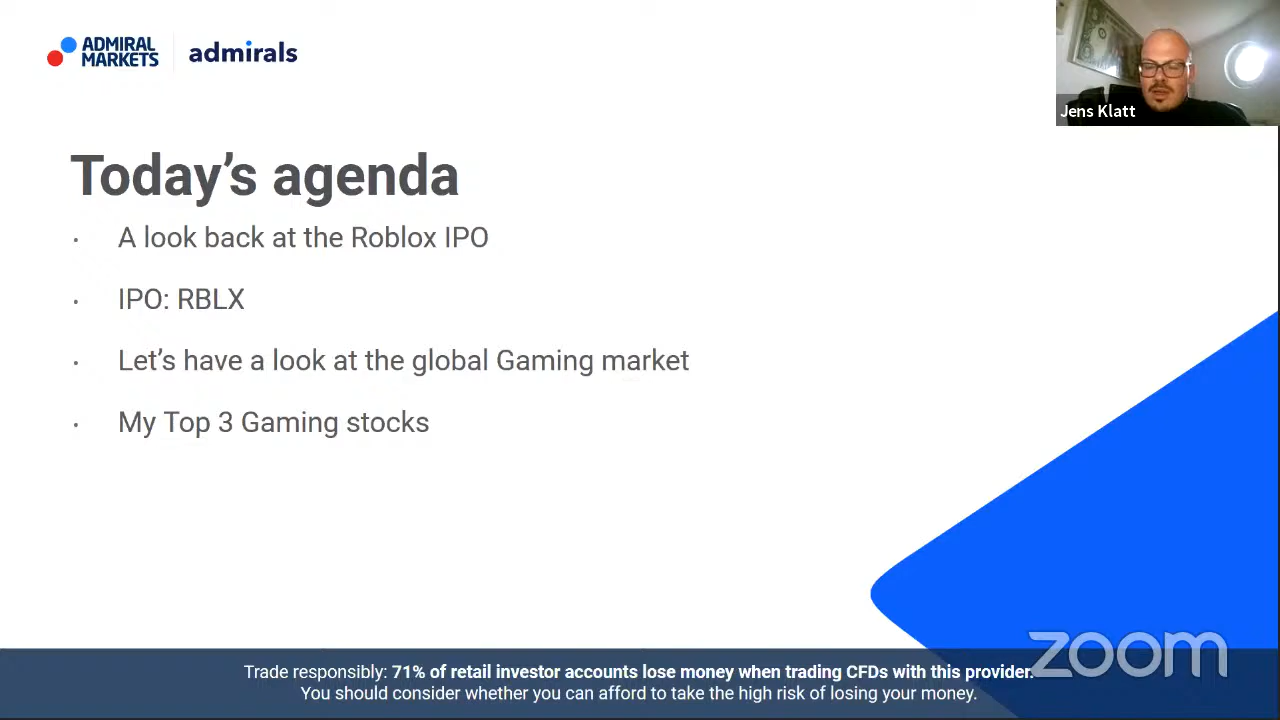 ADMIRAL
MARKETS
admirals
Jens Klatt
Today’s agenda
· A look back at the Roblox IPO
· IPO: RBLX
· Let’s have a look at the global Gaming market
· My Top 3 Gaming stocks
zoom
Trade responsibly: 71% of retail investor accounts lose money when trading CFDs with this provider.
You should consider whether you can afford to take the high risk of losing your money.